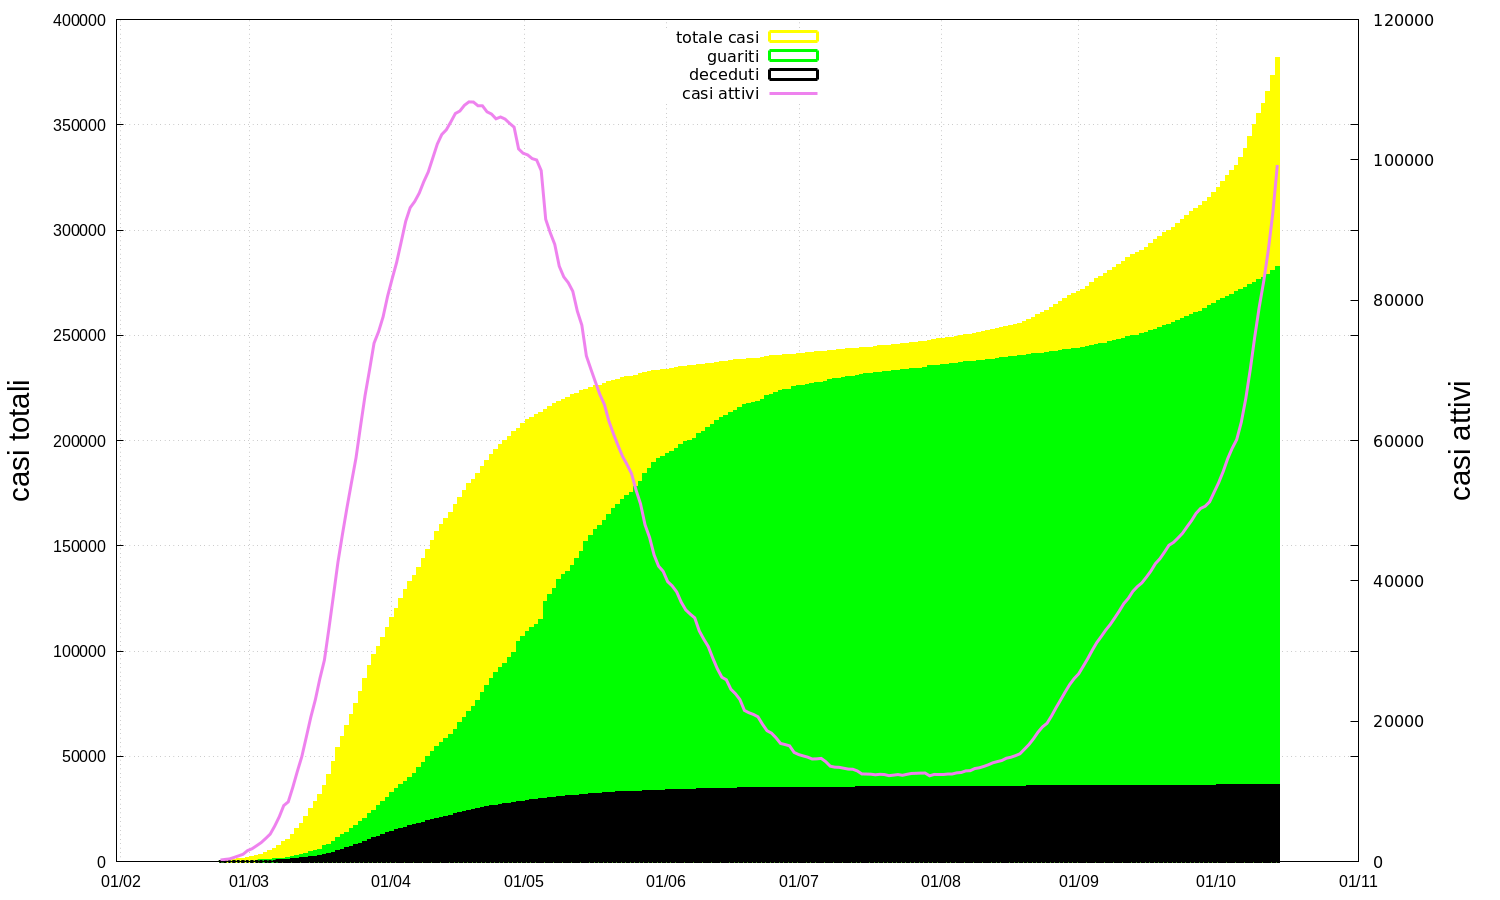 totale casi
guariti
deceduti
casi attivi
400000
350000
300000
250000
200000
150000
100000
50000
0
casi totali
120000
100000
80000
60000
40000
20000
0
casi attivi
01/02 01/03 01/04 01/05 01/06 01/07 01/08 01/09 01/10 01/11